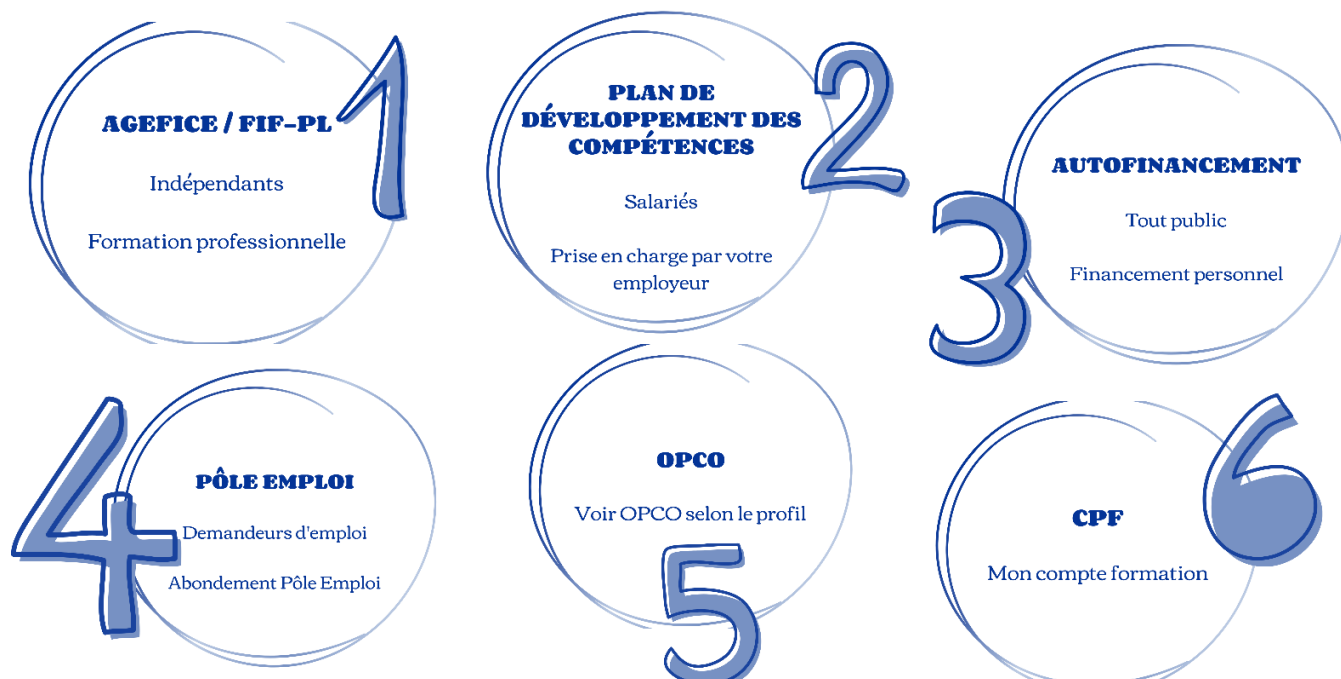 1
AGEFICE / FIF-PL
Indépendants
Formation professionnelle
2
PLAN DE
DÉVELOPPEMENT DES
COMPÉTENCES
Salariés
Prise en charge par votre
employeur
3
AUTOFINANCEMENT
Tout public
Financement personnel
4
PÔLE EMPLOI
Demandeurs d'emploi
Abondement Pôle Emploi
5
OPCO
Voir OPCO selon le profil
6
CPF
Mon compte formation